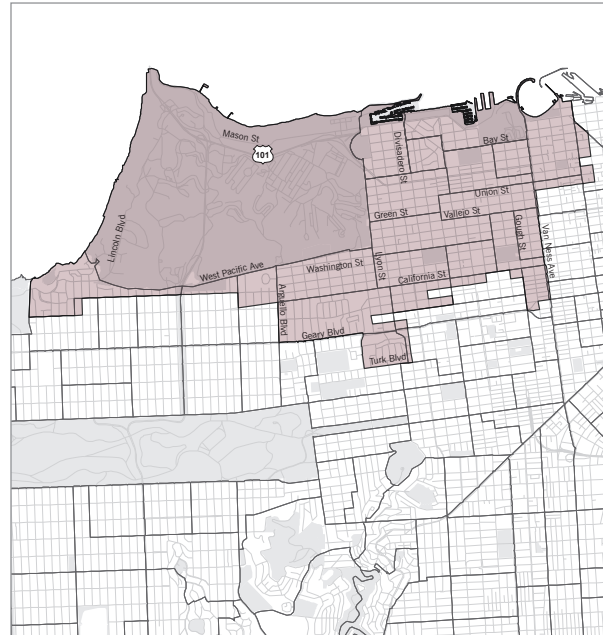 Mason St
101
Divisadero St
Bay St
Union St
Green St
Vallejo St
Gough St
Van Ness Ave
Lincoln Blvd
West Pacific Ave
Washington St
Lyon St
California St
Arguello Blvd
Geary Blvd
Turk Blvd